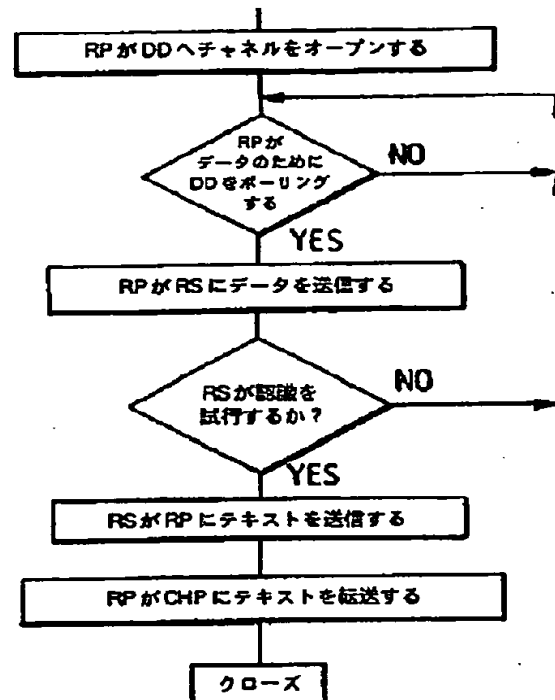 RPがDDへチャネルをオープンする
RPが
データのために
DDをポーリング
する
NO
YES
RPがRSにデータを送信する
RSが認識を
試行するか?
NO
YES
RSがRPにテキストを送信する
RPがCHPにテキストを転送する
クローズ